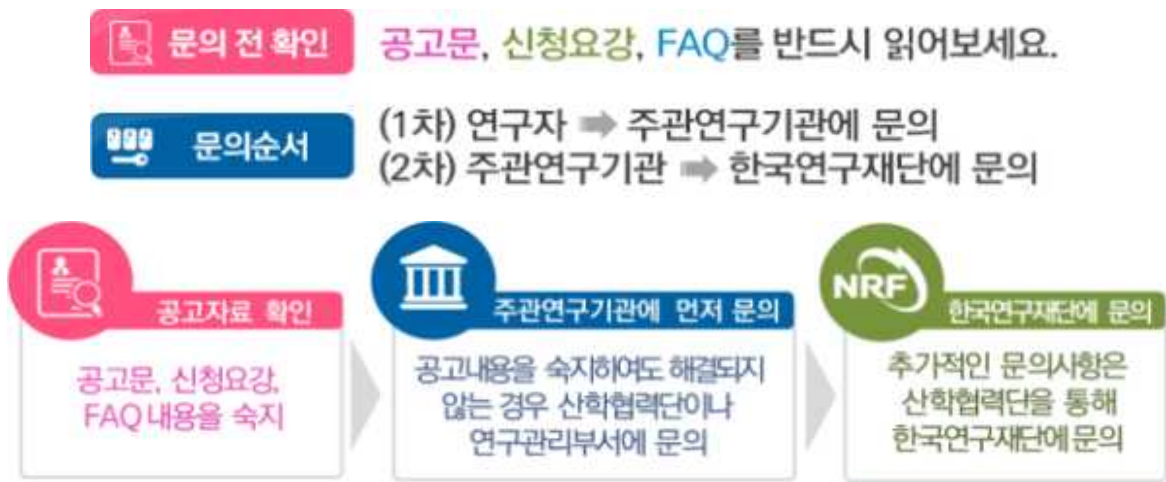 문의 전 확인
공고문, 신청요강, FAQ를 반드시 읽어보세요.
문의순서
(1차) 연구자 ➡ 주관연구기관에 문의
(2차) 주관연구기관 ➡ 한국연구재단에 문의
공고자료 확인
공고문, 신청요강,
FAQ 내용을 숙지
주관연구기관에 먼저 문의
공고내용을 숙지하여도 해결되지
않는 경우 산학협력단이나
연구관리부서에 문의
NRF
한국연구재단에 문의
추가적인 문의사항은
산학협력단을 통해
한국연구재단에 문의